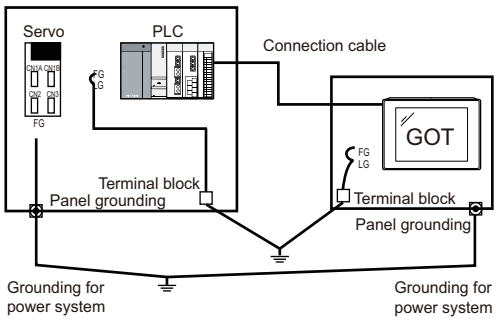 Servo
PLC
Connection cable
CN1A CN1B
CN2 CN3
FG
FG
LG
GOT
FG
LG
Terminal block
Panel grounding
Terminal block
Panel grounding
Grounding for
power system
Grounding for
power system